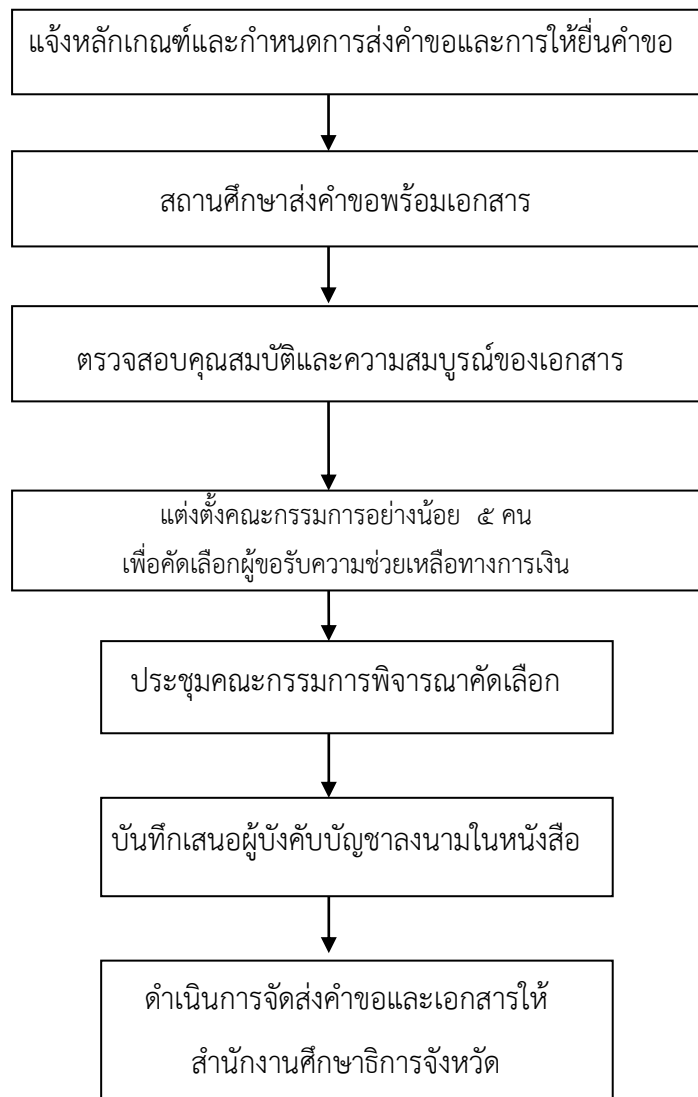 แจ้งหลักเกณฑ์และกำหนดการส่งคำขอและการให้ยื่นคำขอ
สถานศึกษาส่งคำขอพร้อมเอกสาร
ตรวจสอบคุณสมบัติและความสมบูรณ์ของเอกสาร
แต่งตั้งคณะกรรมการอย่างน้อย ๕ คน
เพื่อคัดเลือกผู้ขอรับความช่วยเหลือทางการเงิน
ประชุมคณะกรรมการพิจารณาคัดเลือก
บันทึกเสนอผู้บังคับบัญชาลงนามในหนังสือ
ดำเนินการจัดส่งคำขอและเอกสารให้
สำนักงานศึกษาธิการจังหวัด